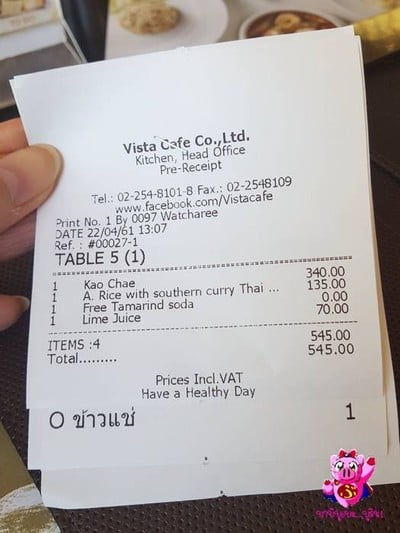 Vista Cafe Co.,Ltd.
Kitchen, Head Office
Pre-Receipt
Tel.: 02-254-8101-8 Fax.: 02-2548109
www.facebook.com/Vistacafe
Print No. 1 By 0097 Watcharee
DATE 22/04/61 13:07
Ref. : #00027-1
TABLE 5 (1)
1 Kao Chae 340.00
1 A. Rice with southern curry Thai ... 135.00
1 Free Tamarind soda 0.00
1 Lime Juice 70.00
ITEMS :4 545.00
Total......... 545.00
Prices Incl.VAT
Have a Healthy Day
O ข้าวแช่ 1